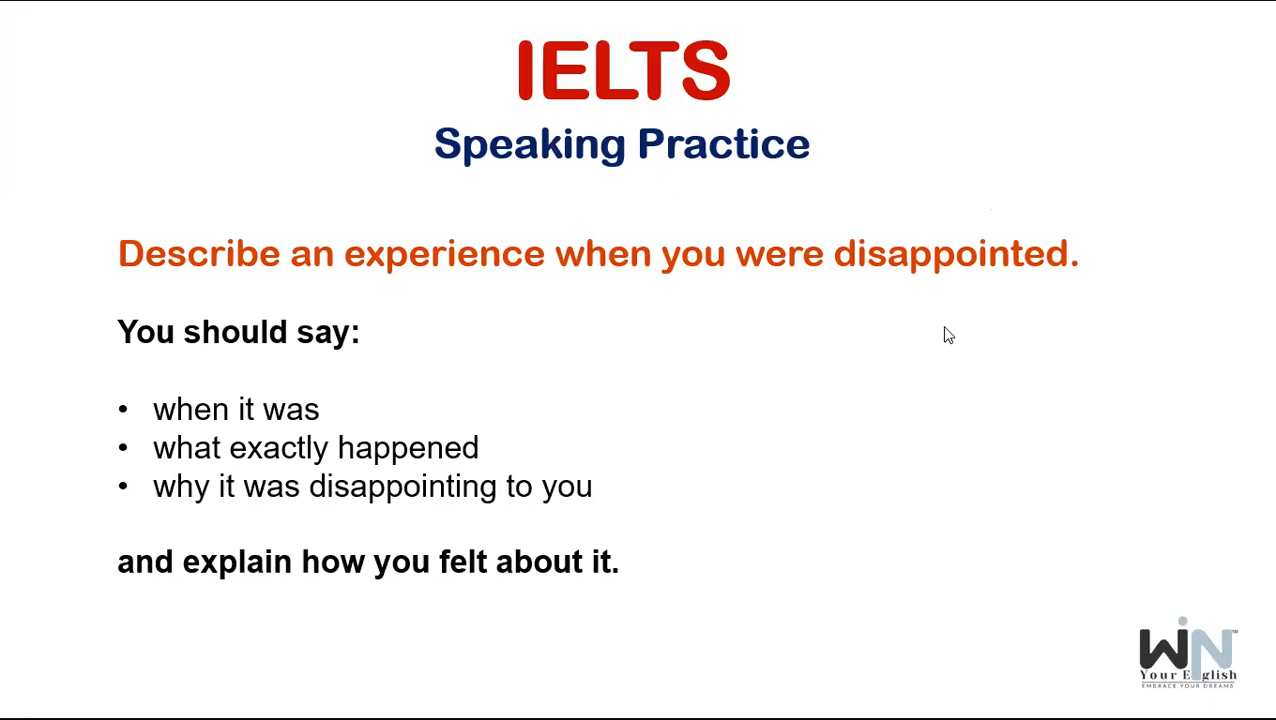 IELTS
Speaking Practice
Describe an experience when you were disappointed.
You should say:
• when it was
• what exactly happened
• why it was disappointing to you
and explain how you felt about it.
WiN™
Your English
EMBRACE YOUR DREAMS